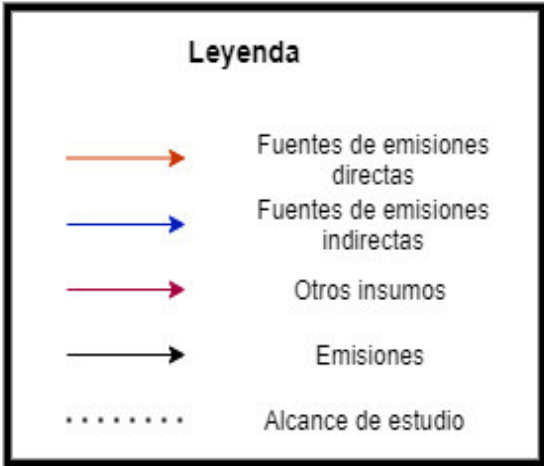 Leyenda
Fuentes de emisiones
directas
Fuentes de emisiones
indirectas
Otros insumos
Emisiones
Alcance de estudio